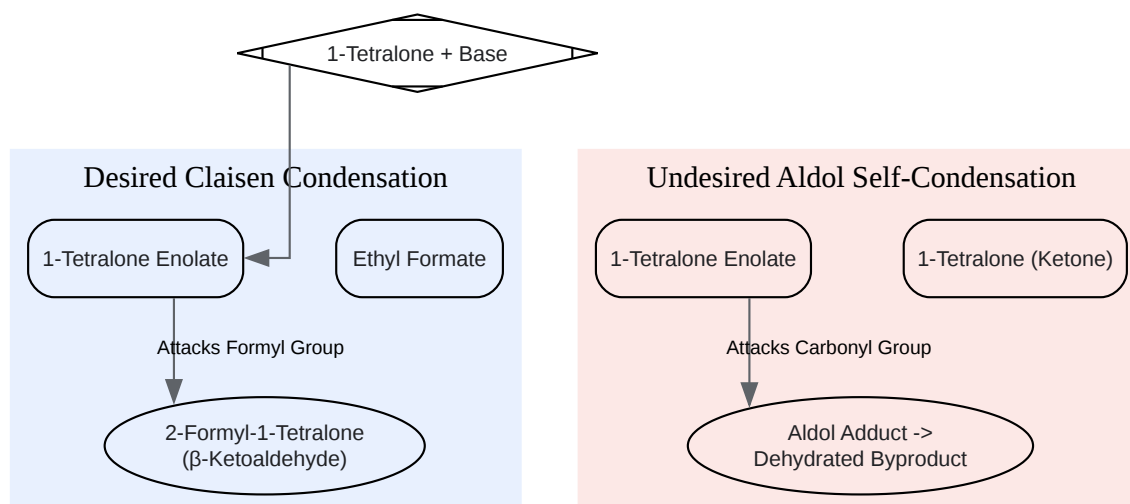 1-Tetralone + Base
Desired Claisen Condensation
1-Tetralone Enolate
Ethyl Formate
Attacks Formyl Group
2-Formyl-1-Tetralone
(β-Ketoaldehyde)
Undesired Aldol Self-Condensation
1-Tetralone Enolate
1-Tetralone (Ketone)
Attacks Carbonyl Group
Aldol Adduct ->
Dehydrated Byproduct